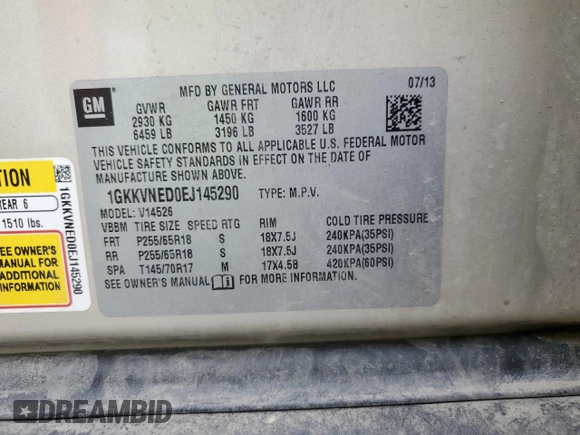 MFD BY GENERAL MOTORS LLC 07/13
GM
GVWR GAWR FRT GAWR RR
2930 KG 1450 KG 1600 KG
6459 LB 3196 LB 3527 LB
THIS VEHICLE CONFORMS TO ALL APPLICABLE U.S. FEDERAL MOTOR
VEHICLE SAFETY STANDARDS IN EFFECT ON THE DATE OF
MANUFACTURE SHOWN ABOVE.
1GKKVNED0EJ145290 TYPE: M.P.V.
MODEL: V14526
VBBM TIRE SIZE SPEED RTG RIM COLD TIRE PRESSURE
FRT P255/65R18 S 18X7.5J 240KPA(35PSI)
RR P255/65R18 S 18X7.5J 240KPA(35PSI)
SPA T145/70R17 M 17X4.5B 420KPA(60PSI)
SEE OWNER'S MANUAL FOR MORE INFORMATION.
TION
REAR 6
1510 lbs.
SEE OWNER'S
MANUAL FOR
ADDITIONAL
INFORMATION
1GKKVNED0EJ145290
DREAMBID